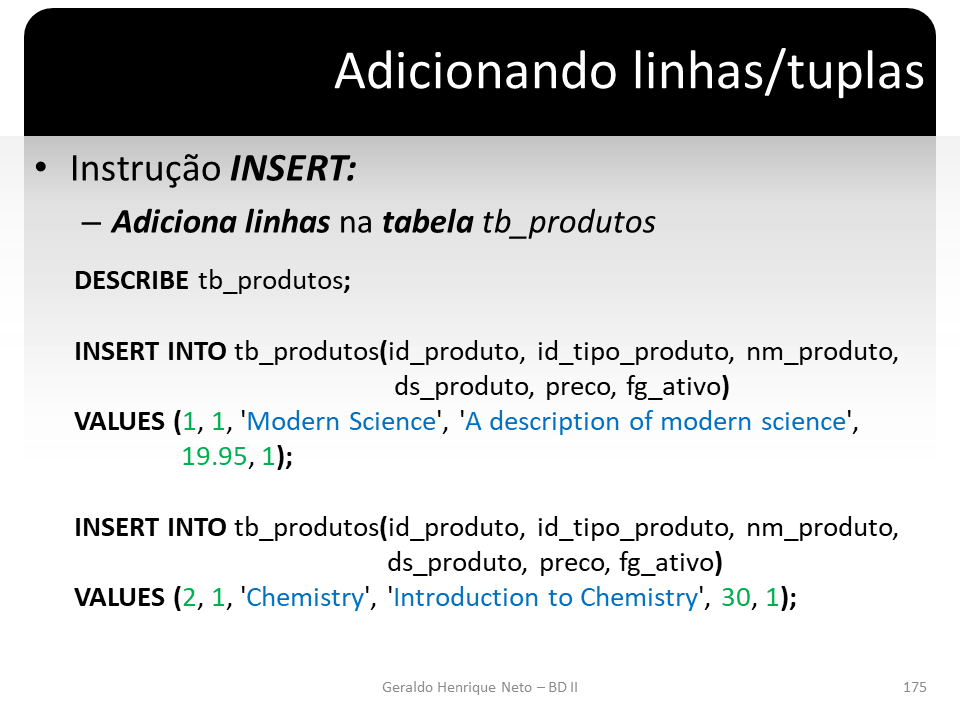 Adicionando linhas/tuplas
• Instrução INSERT:
– Adiciona linhas na tabela tb_produtos
DESCRIBE tb_produtos;
INSERT INTO tb_produtos(id_produto, id_tipo_produto, nm_produto,
ds_produto, preco, fg_ativo)
VALUES (1, 1, 'Modern Science', 'A description of modern science',
19.95, 1);
INSERT INTO tb_produtos(id_produto, id_tipo_produto, nm_produto,
ds_produto, preco, fg_ativo)
VALUES (2, 1, 'Chemistry', 'Introduction to Chemistry', 30, 1);
Geraldo Henrique Neto – BD II
175